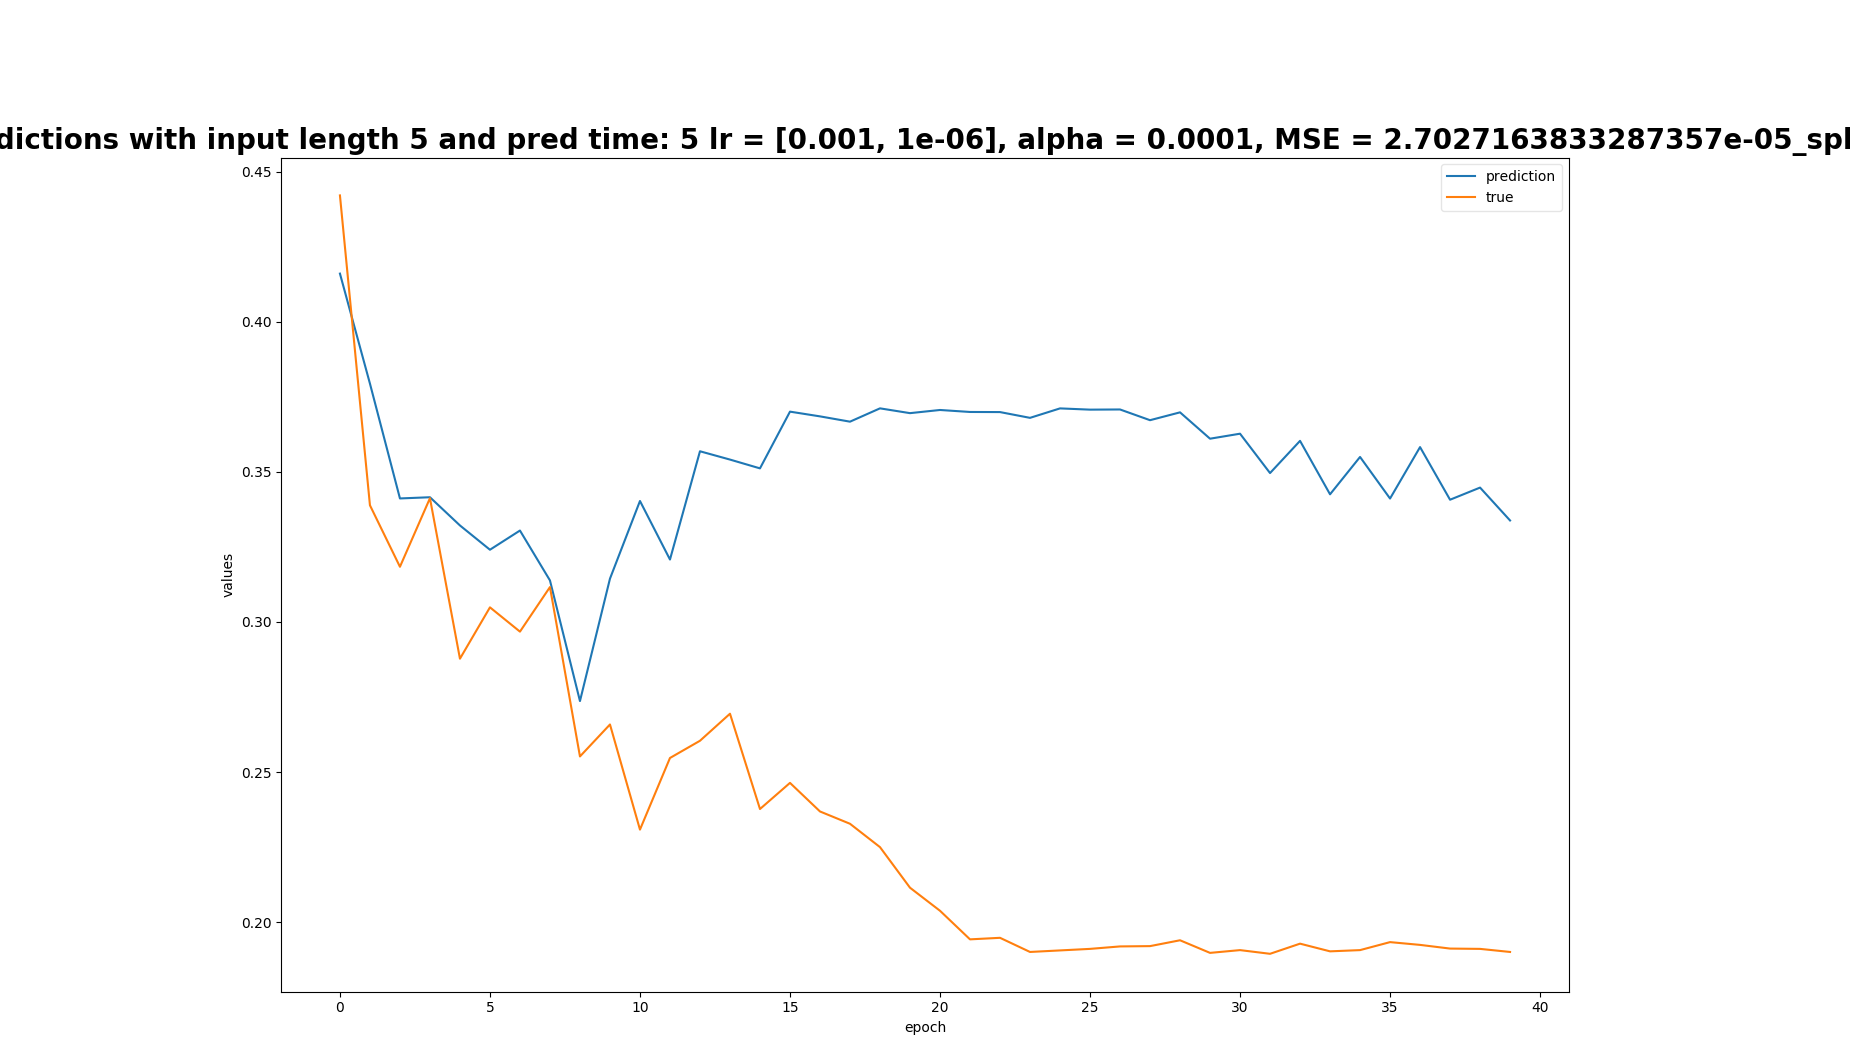 dictions with input length 5 and pred time: 5 lr = [0.001, 1e-06], alpha = 0.0001, MSE = 2.7027163833287357e-05_spl
prediction
true
0.45
0.40
0.35
0.30
0.25
0.20
values
0 5 10 15 20 25 30 35 40
epoch